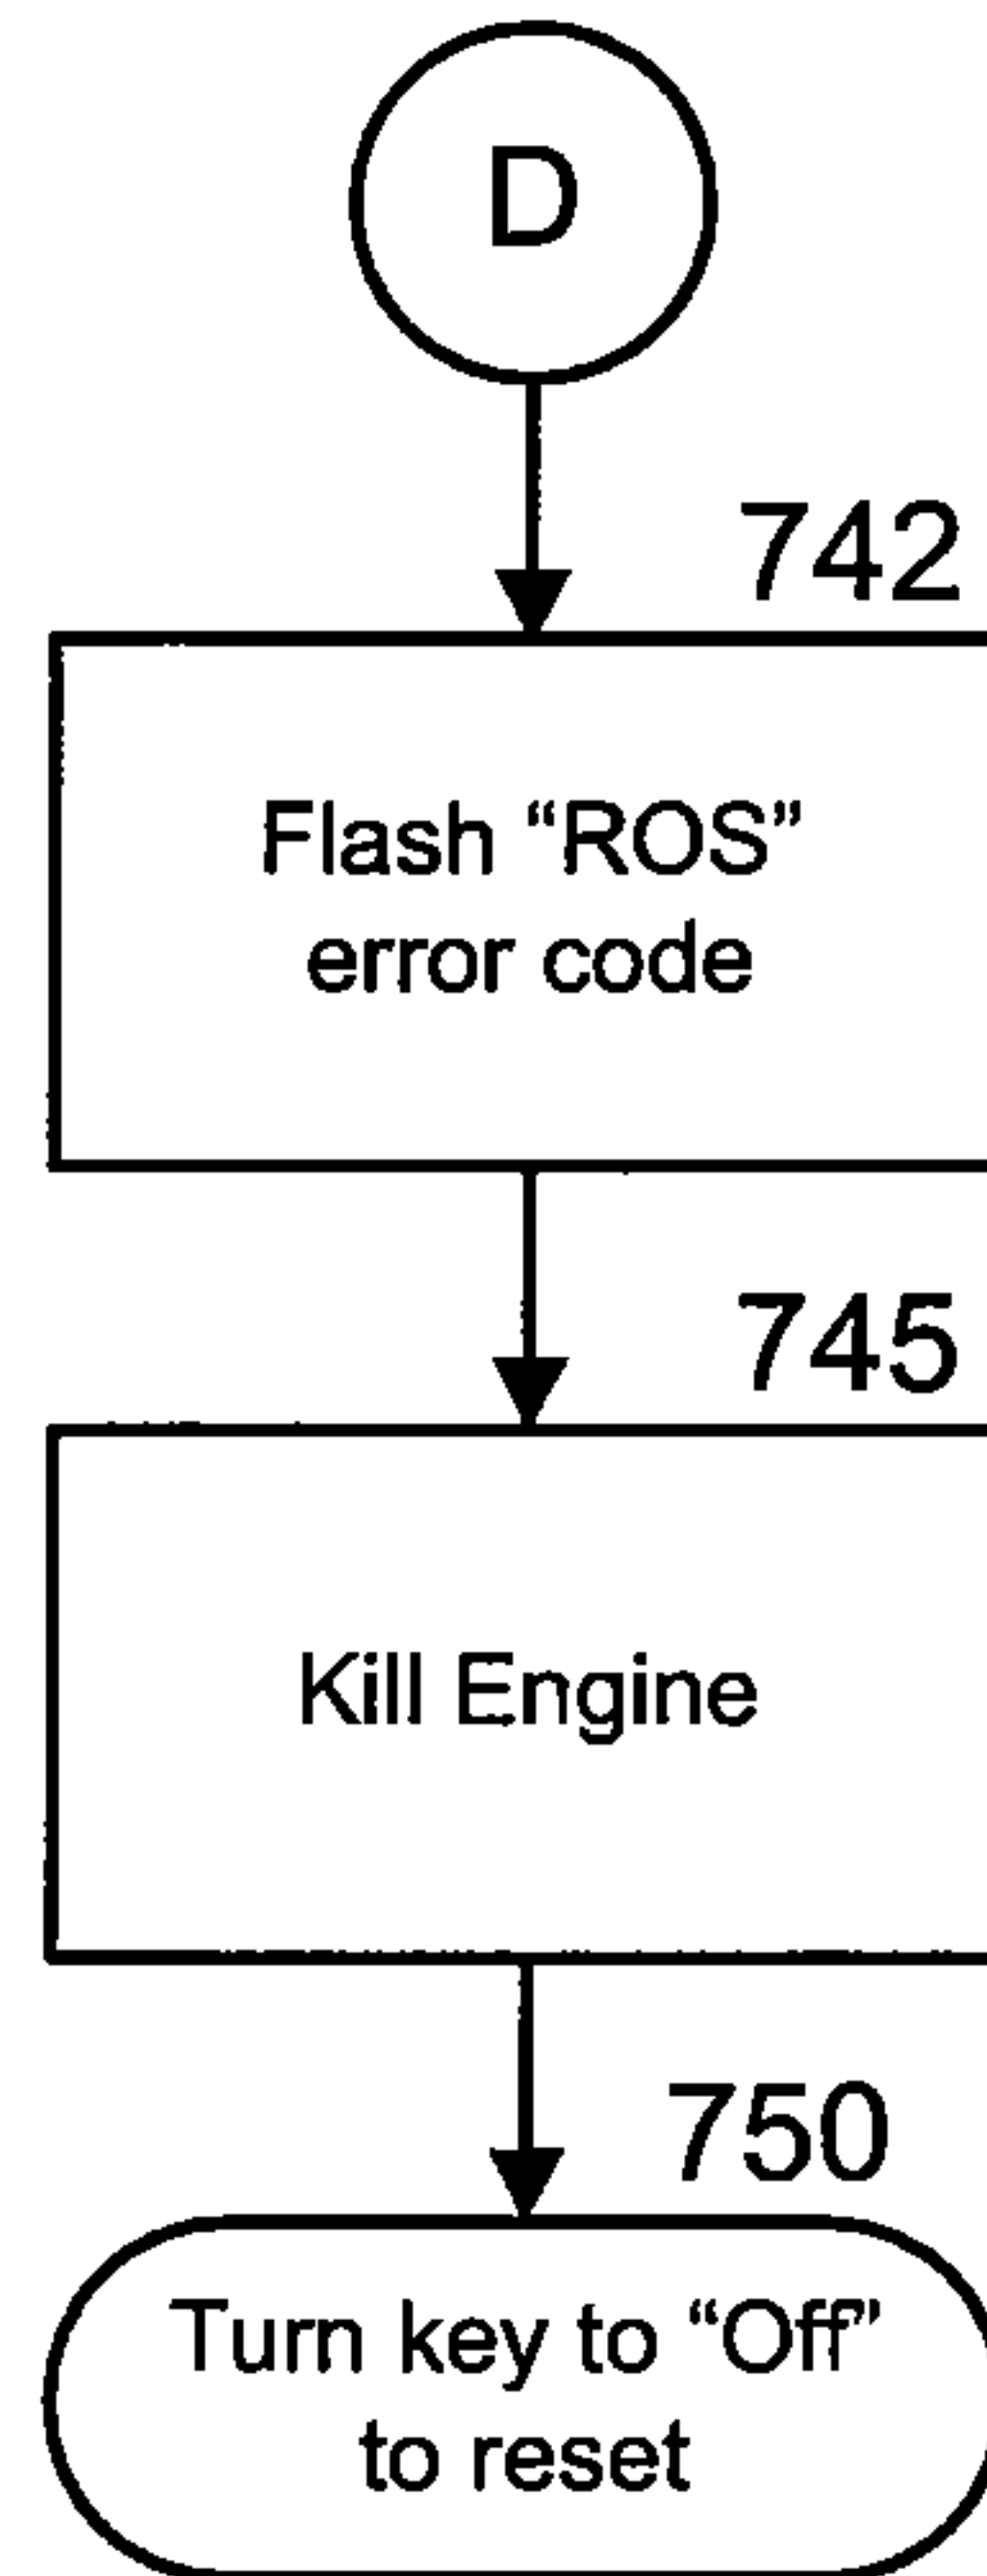 D
742
Flash “ROS”
error code
745
Kill Engine
750
Turn key to “Off”
to reset